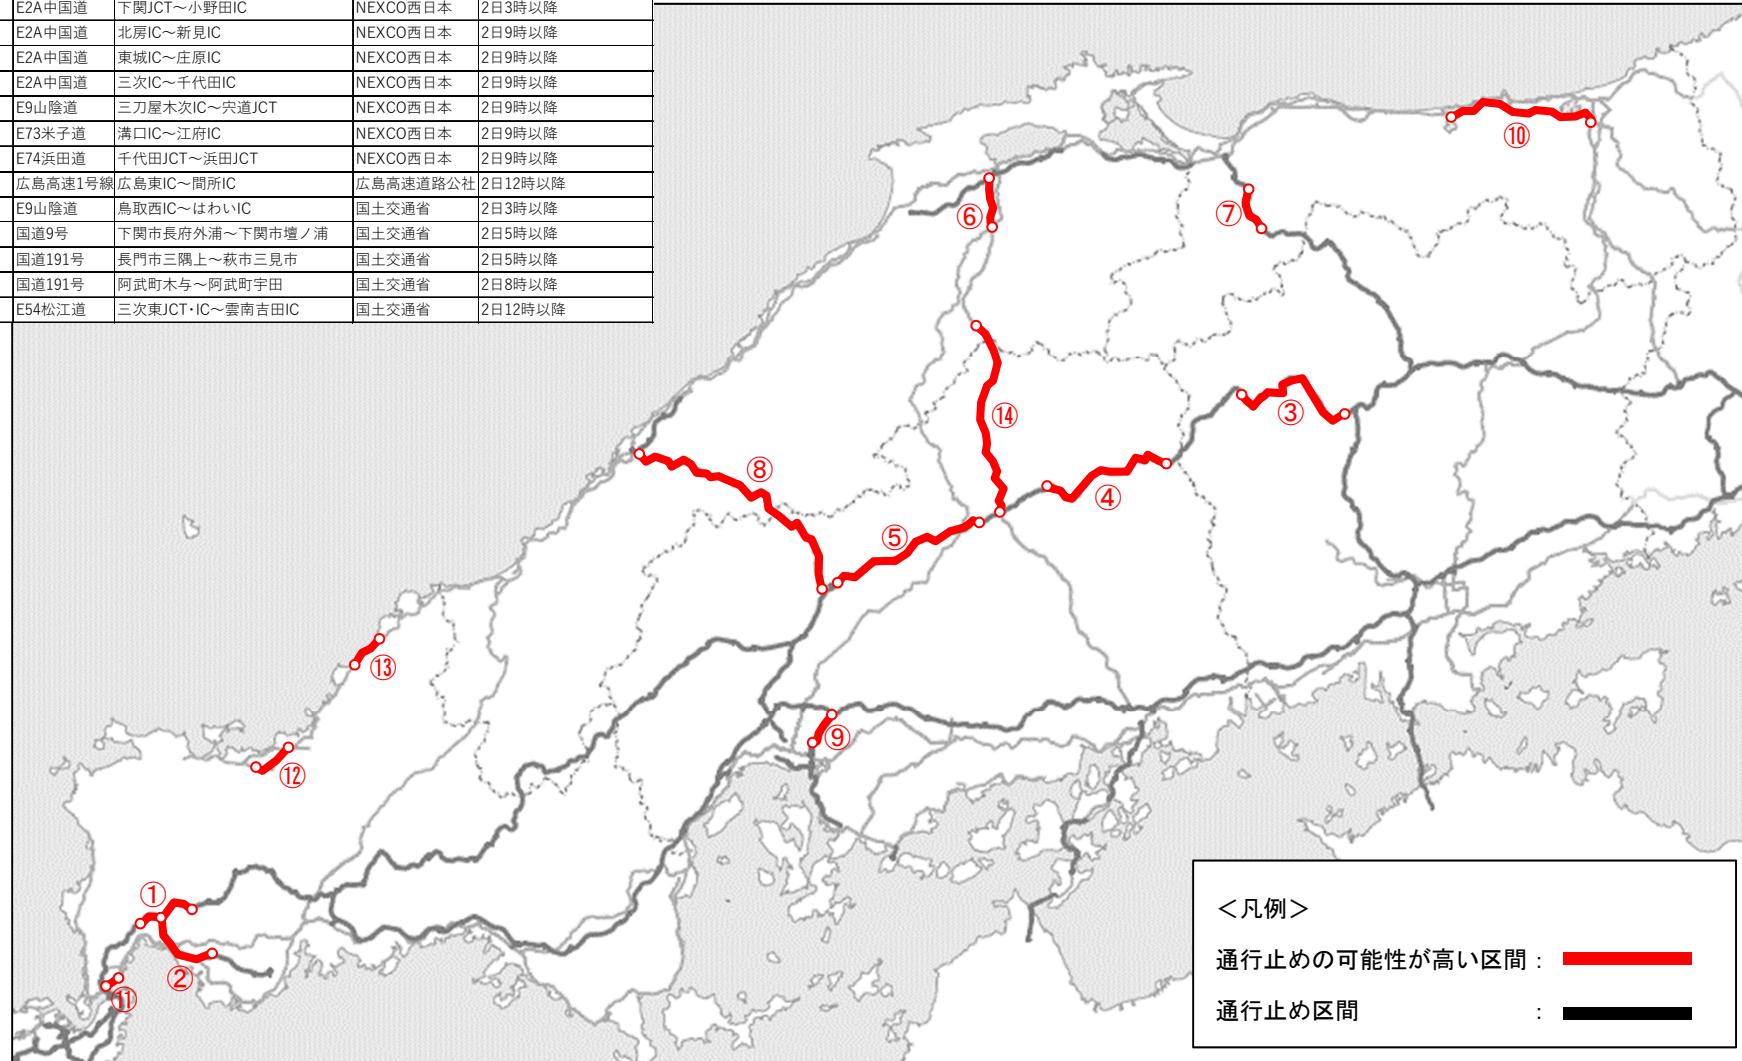 E2A中国道 下関JCT～小野田IC NEXCO西日本 2日3時以降
E2A中国道 北房IC～新見IC NEXCO西日本 2日9時以降
E2A中国道 東城IC～庄原IC NEXCO西日本 2日9時以降
E2A中国道 三次IC～千代田IC NEXCO西日本 2日9時以降
E9山陰道 三刀屋木次IC～宍道JCT NEXCO西日本 2日9時以降
E73米子道 溝口IC～江府IC NEXCO西日本 2日9時以降
E74浜田道 千代田JCT～浜田JCT NEXCO西日本 2日9時以降
広島高速1号線 広島東IC～間所IC 広島高速道路公社 2日12時以降
E9山陰道 鳥取西IC～はわいIC 国土交通省 2日3時以降
国道9号 下関市長府外浦～下関市壇ノ浦 国土交通省 2日5時以降
国道191号 長門市三隅上～萩市三見市 国土交通省 2日5時以降
国道191号 阿武町木与～阿武町宇田 国土交通省 2日8時以降
E54松江道 三次東JCT・IC～雲南吉田IC 国土交通省 2日12時以降
⑩
⑥
⑦
③
⑭
⑧
④
⑤
⑬
⑨
⑫
①
②
⑪
＜凡例＞
通行止めの可能性が高い区間：
通行止め区間：